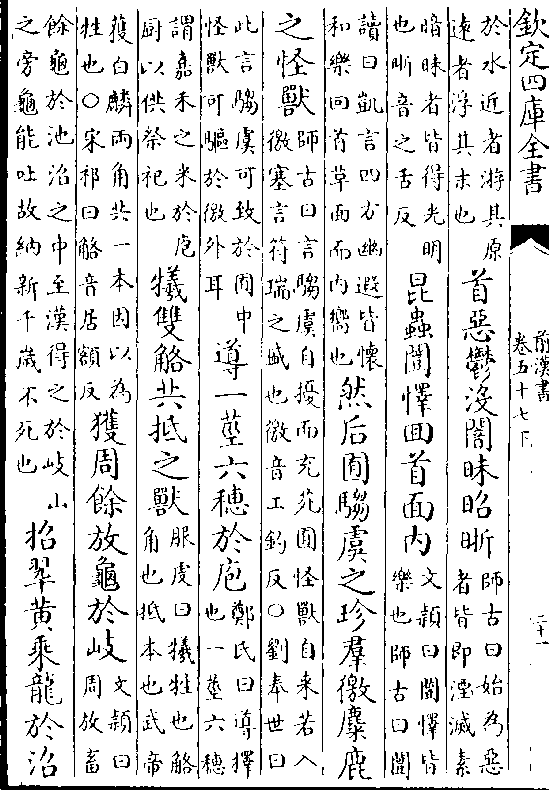 欽定四庫全書
前漢書
卷五十七下
二十一
於水近者游其原
逺者浮其末也
首惡鬱沒闇昧昭晰
師古曰始為惡
者皆即湮滅素
暗昧者皆得光明
也晰音之舌反
昆蟲闓懌囬首面内
文頴曰闓懌皆
樂也師古曰闓
讀曰凱言四方幽遐皆懷
和樂回首革面而内嚮也
然后囿騶虞之珍羣徼麋鹿
之怪獸
師古曰言騶虞自擾而充苑囿怪獸自来若入
徼塞言符瑞之盛也徼音工釣反○劉奉世曰
此言騶虞可致於囿中
怪獸可驅於徼外耳
導一莖六穗於庖
鄭氏曰導擇
也一莖六穗
謂嘉禾之米於庖
厨以供祭祀也
犧雙觡共抵之獸
服虔曰犧牲也觡
角也抵本也武帝
獲白麟兩角共一本因以為
牲也○宋祁曰觡音居額反
獲周餘放龜於岐
文頴曰
周放畜
餘龜於池沼之中至漢得之於岐山
之旁龜能吐故納新千歲不死也
招翠黄乘龍於沼